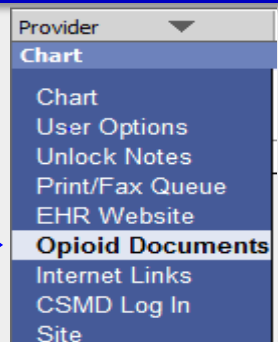 Provider
Chart
Chart
User Options
Unlock Notes
Print/Fax Queue
EHR Website
Opioid Documents
Internet Links
CSMD Log In
Site